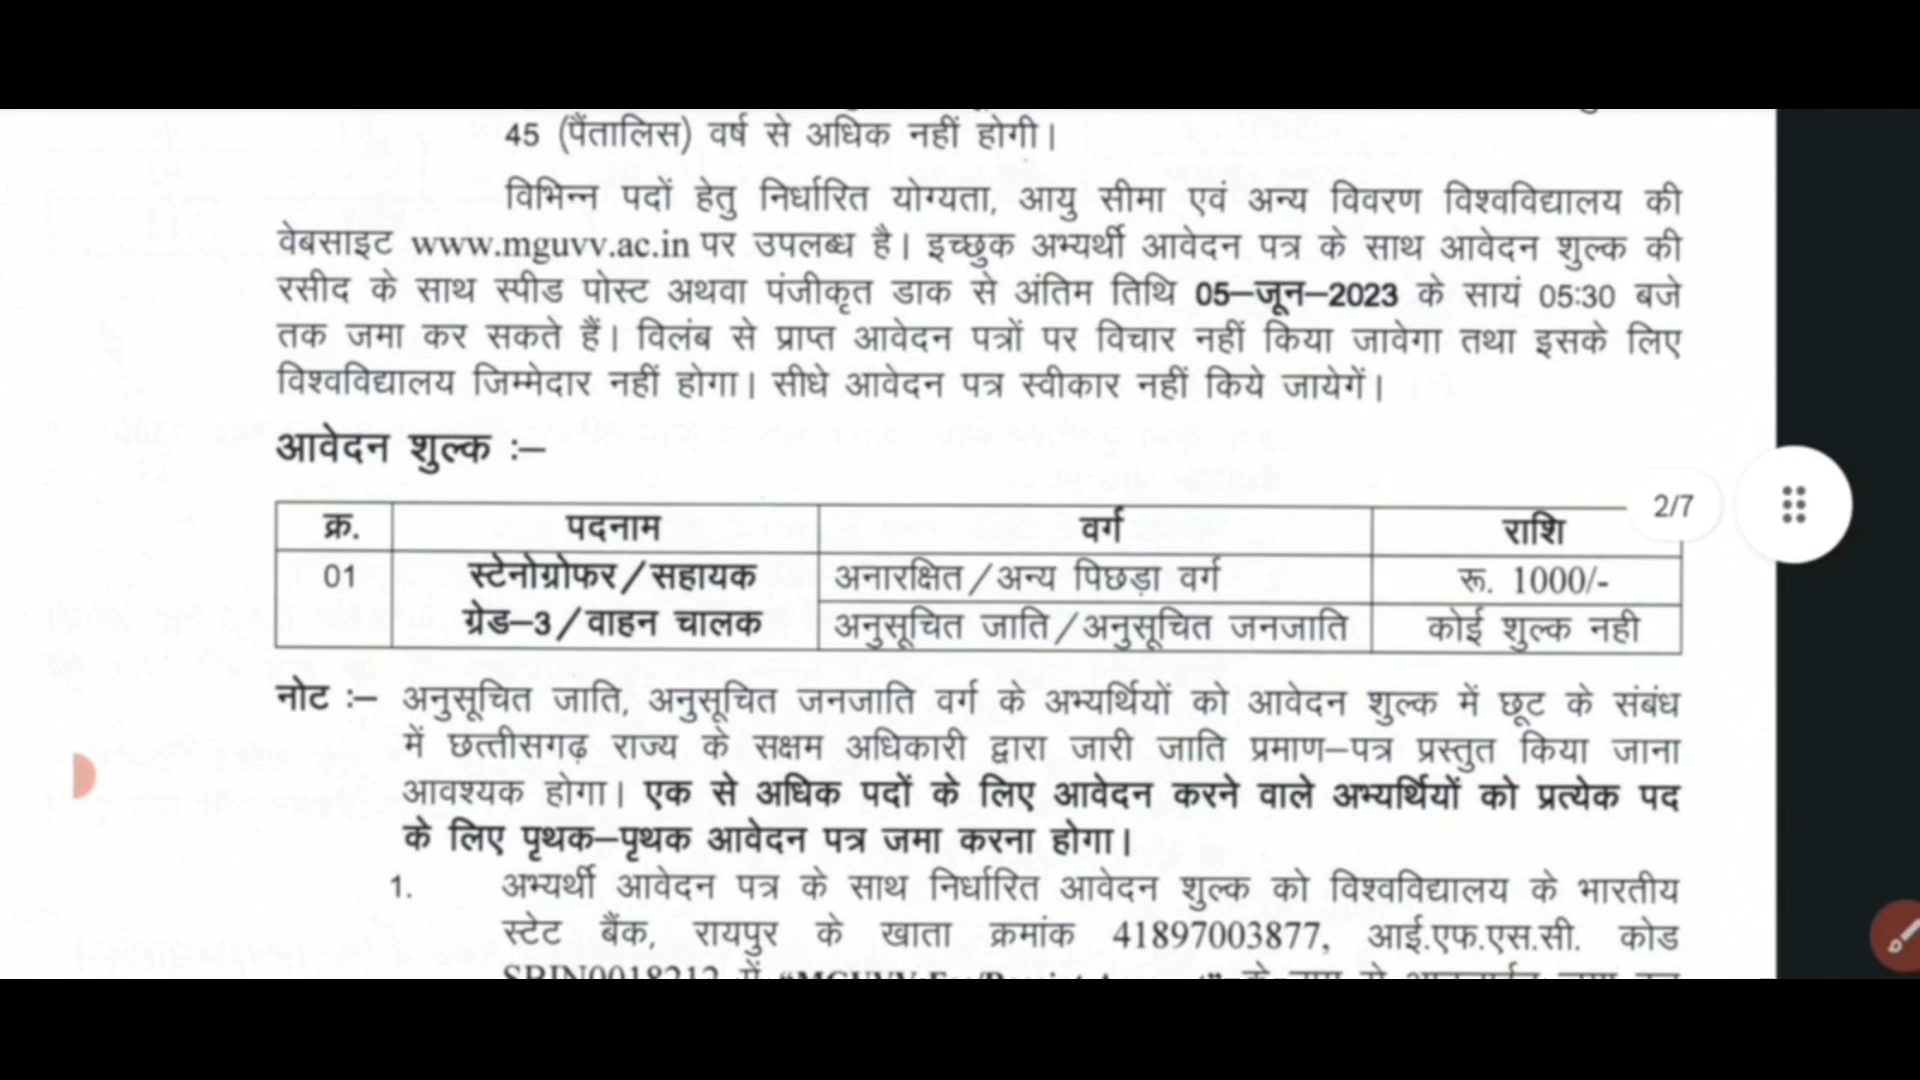 45 (पैंतालिस) वर्ष से अधिक नहीं होगी।
विभिन्न पदों हेतु निर्धारित योग्यता, आयु सीमा एवं अन्य विवरण विश्वविद्यालय की
वेबसाइट www.mguvv.ac.in पर उपलब्ध है। इच्छुक अभ्यर्थी आवेदन पत्र के साथ आवेदन शुल्क की
रसीद के साथ स्पीड पोस्ट अथवा पंजीकृत डाक से अंतिम तिथि 05–जून–2023 के सायं 05:30 बजे
तक जमा कर सकते हैं। विलंब से प्राप्त आवेदन पत्रों पर विचार नहीं किया जावेगा तथा इसके लिए
विश्वविद्यालय जिम्मेदार नहीं होगा। सीधे आवेदन पत्र स्वीकार नहीं किये जायेगें।
आवेदन शुल्क :–
क्र. पदनाम वर्ग राशि
2/7
01 स्टेनोग्रोफर/सहायक अनारक्षित/अन्य पिछड़ा वर्ग रू. 1000/-
ग्रेड–3/वाहन चालक अनुसूचित जाति/अनुसूचित जनजाति कोई शुल्क नही
नोट :– अनुसूचित जाति, अनुसूचित जनजाति वर्ग के अभ्यर्थियों को आवेदन शुल्क में छूट के संबंध
में छत्तीसगढ़ राज्य के सक्षम अधिकारी द्वारा जारी जाति प्रमाण–पत्र प्रस्तुत किया जाना
आवश्यक होगा। एक से अधिक पदों के लिए आवेदन करने वाले अभ्यर्थियों को प्रत्येक पद
के लिए पृथक–पृथक आवेदन पत्र जमा करना होगा।
1. अभ्यर्थी आवेदन पत्र के साथ निर्धारित आवेदन शुल्क को विश्वविद्यालय के भारतीय
स्टेट बैंक, रायपुर के खाता क्रमांक 41897003877, आई.एफ.एस.सी. कोड